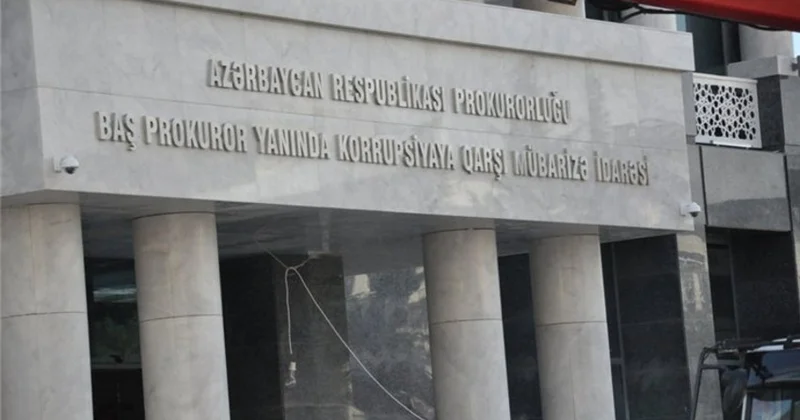 AZƏRBAYCAN RESPUBLİKASI PROKURORLUĞU
BAŞ PROKUROR YANINDA KORRUPSİYAYA QARŞI MÜBARİZƏ İDARƏSİ